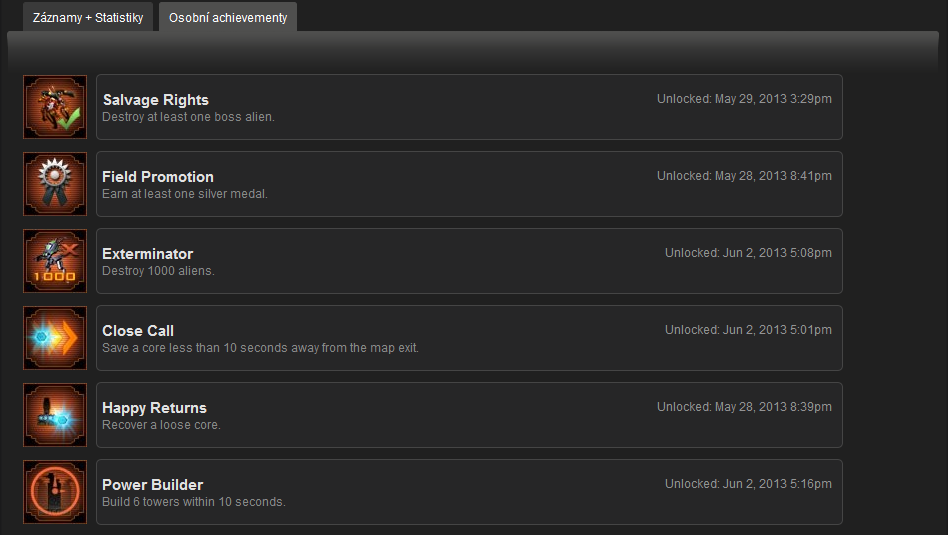 Záznamy + Statistiky
Osobní achievementy
Salvage Rights
Unlocked: May 29, 2013 3:29pm
Destroy at least one boss alien.
Field Promotion
Unlocked: May 28, 2013 8:41pm
Earn at least one silver medal.
Exterminator
Unlocked: Jun 2, 2013 5:08pm
Destroy 1000 aliens.
1000
Close Call
Unlocked: Jun 2, 2013 5:01pm
Save a core less than 10 seconds away from the map exit.
Happy Returns
Unlocked: May 28, 2013 8:39pm
Recover a loose core.
Power Builder
Unlocked: Jun 2, 2013 5:16pm
Build 6 towers within 10 seconds.